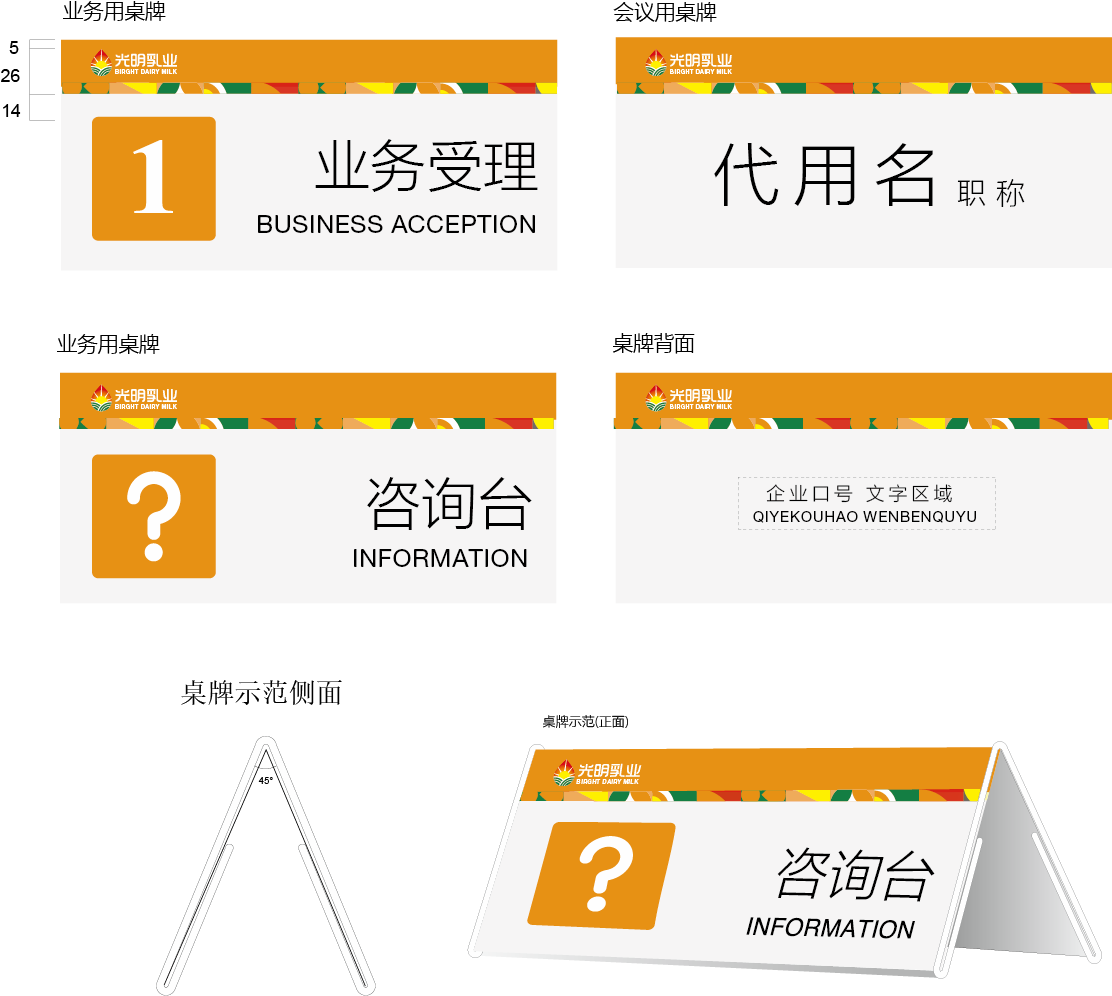 业务用桌牌
会议用桌牌
5
26
14
光明乳业
BIRGHT DAIRY MILK
1
业务受理
BUSINESS ACCEPTION
光明乳业
BIRGHT DAIRY MILK
代用名 职称
业务用桌牌
桌牌背面
光明乳业
BIRGHT DAIRY MILK
?
咨询台
INFORMATION
光明乳业
BIRGHT DAIRY MILK
企业口号 文字区域
QIYEKOUHAO WENBENQUYU
桌牌示范侧面
45°
桌牌示范(正面)
光明乳业
BIRGHT DAIRY MILK
?
咨询台
INFORMATION